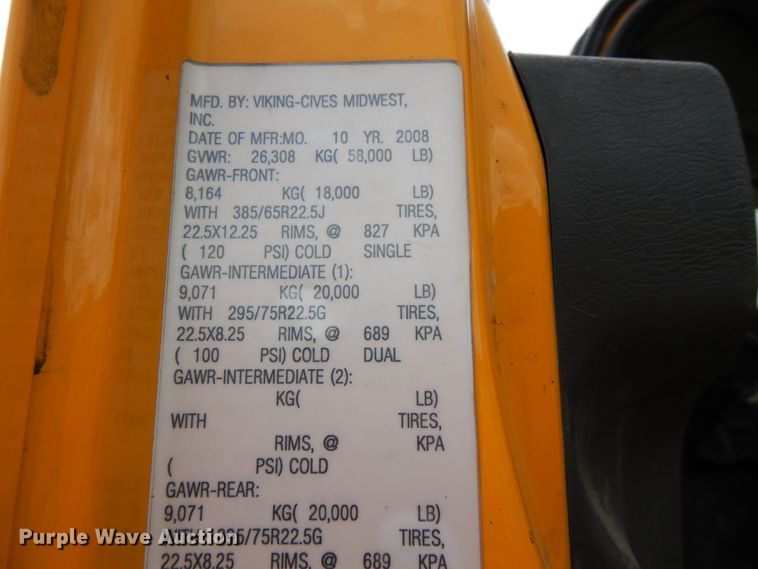 MFD. BY: VIKING-CIVES MIDWEST,
INC.
DATE OF MFR:MO. 10 YR. 2008
GVWR: 26,308 KG( 58,000 LB)
GAWR-FRONT:
8,164 KG( 18,000 LB)
WITH 385/65R22.5J TIRES,
22.5X12.25 RIMS, @ 827 KPA
( 120 PSI) COLD SINGLE
GAWR-INTERMEDIATE (1):
9,071 KG( 20,000 LB)
WITH 295/75R22.5G TIRES,
22.5X8.25 RIMS, @ 689 KPA
( 100 PSI) COLD DUAL
GAWR-INTERMEDIATE (2):
KG( LB)
WITH TIRES,
RIMS, @ KPA
( PSI) COLD
GAWR-REAR:
9,071 KG( 20,000 LB)
WITH 295/75R22.5G TIRES,
22.5X8.25 RIMS, @ 689 KPA
Purple Wave Auction